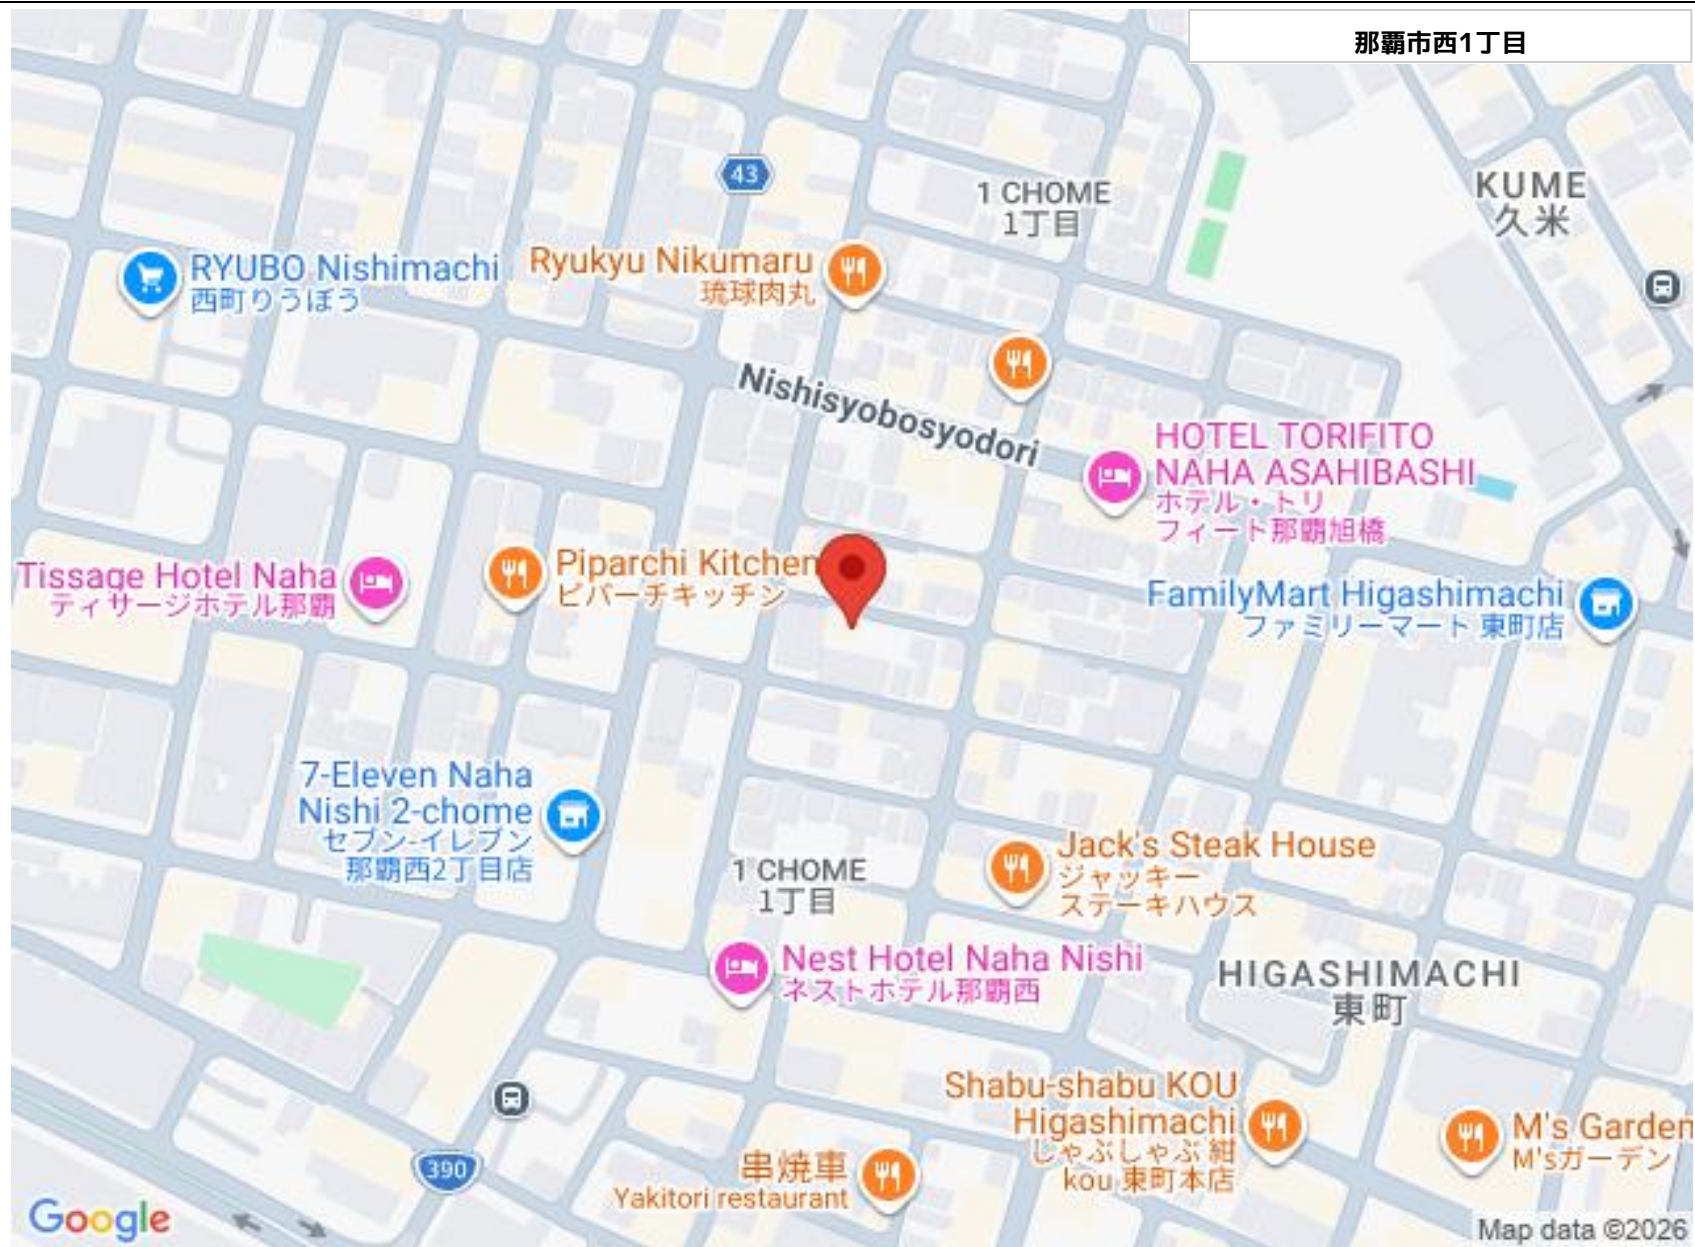 那覇市西1丁目
43
1 CHOME
1丁目
KUME
久米
RYUBO Nishimachi
西町りうぼう
Ryukyu Nikumaru
琉球肉丸
Nishisyobosyodori
HOTEL TORIFITO
NAHA ASAHIBASHI
ホテル・トリ
フィート那覇旭橋
Tissage Hotel Naha
ティサージホテル那覇
Piparchi Kitchen
ピパーチキッチン
FamilyMart Higashimachi
ファミリーマート 東町店
7-Eleven Naha
Nishi 2-chome
セブン-イレブン
那覇西2丁目店
1 CHOME
1丁目
Jack's Steak House
ジャッキー
ステーキハウス
Nest Hotel Naha Nishi
ネストホテル那覇西
HIGASHIMACHI
東町
Shabu-shabu KOU
Higashimachi
しゃぶしゃぶ 紺
kou 東町本店
M's Garden
M'sガーデン
390
串焼車
Yakitori restaurant
Google
Map data ©2026